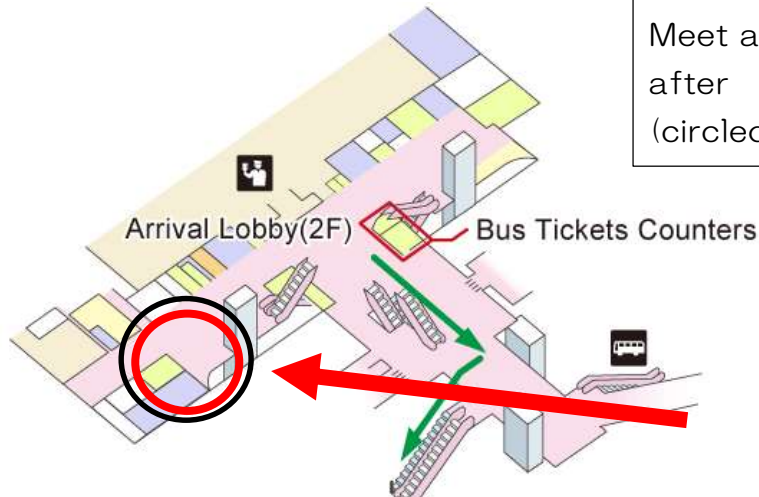 Meet a
after
(circled
Arrival Lobby(2F)
Bus Tickets Counters